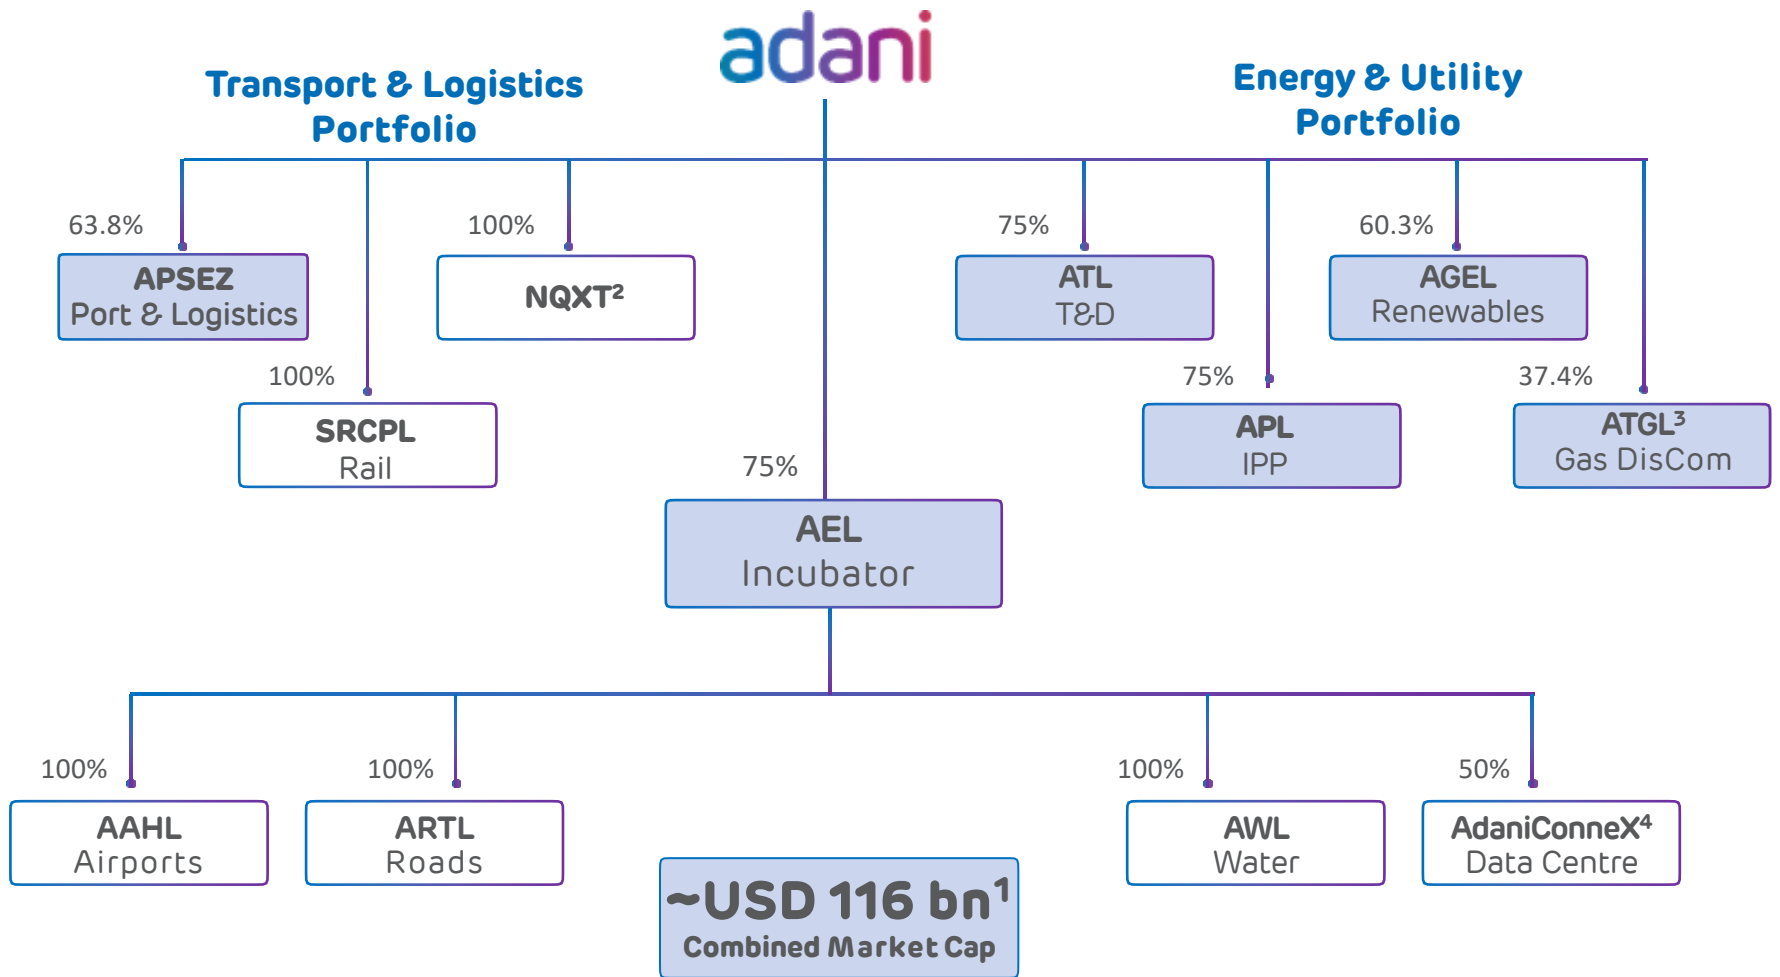 adani
Transport & Logistics
Portfolio
Energy & Utility
Portfolio
63.8%
APSEZ
Port & Logistics
100%
NQXT²
75%
ATL
T&D
60.3%
AGEL
Renewables
100%
SRCPL
Rail
75%
APL
IPP
37.4%
ATGL³
Gas DisCom
75%
AEL
Incubator
100%
AAHL
Airports
100%
ARTL
Roads
100%
AWL
Water
50%
AdaniConneX⁴
Data Centre
~USD 116 bn¹
Combined Market Cap